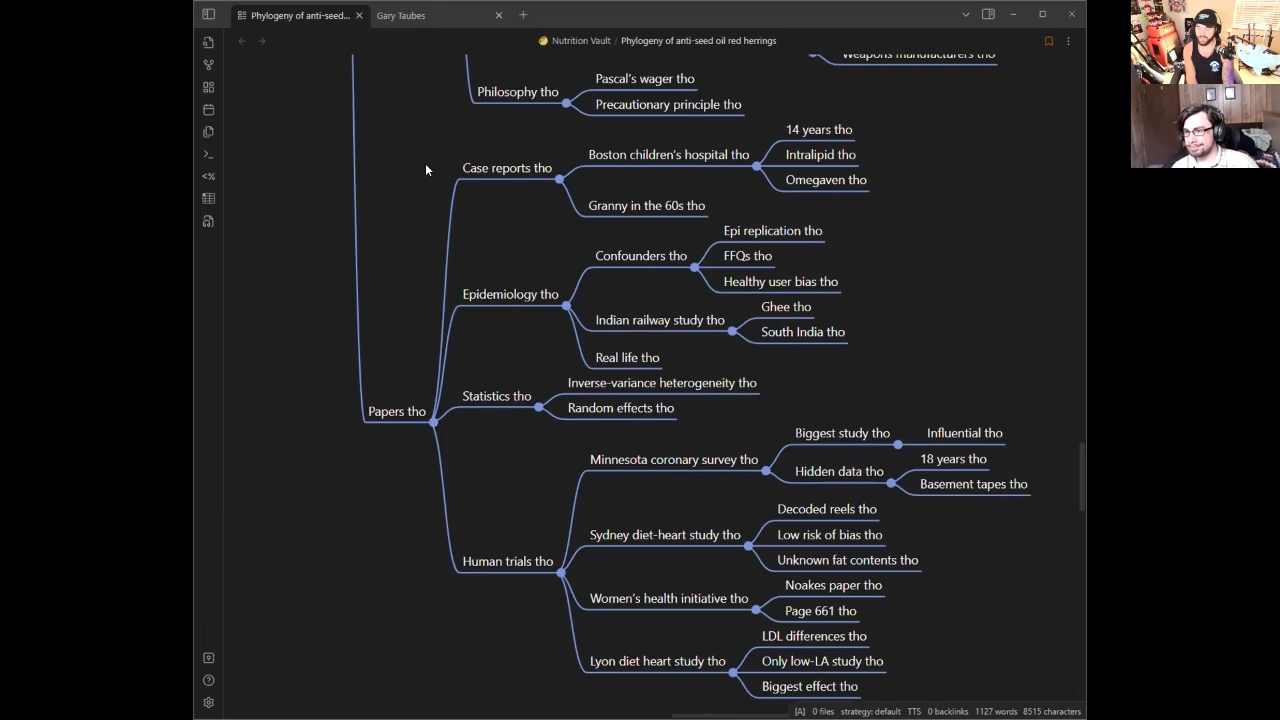 Phylogeny of anti-seed...
Gary Taubes
Nutrition Vault / Phylogeny of anti-seed oil red herrings
Weapons manufacturers tho
Philosophy tho
Pascal's wager tho
Precautionary principle tho
Case reports tho
Boston children's hospital tho
14 years tho
Intralipid tho
Omegaven tho
Granny in the 60s tho
Epidemiology tho
Confounders tho
Epi replication tho
FFQs tho
Healthy user bias tho
Indian railway study tho
Ghee tho
South India tho
Real life tho
Papers tho
Statistics tho
Inverse-variance heterogeneity tho
Random effects tho
Human trials tho
Minnesota coronary survey tho
Biggest study tho
Influential tho
Hidden data tho
18 years tho
Basement tapes tho
Sydney diet-heart study tho
Decoded reels tho
Low risk of bias tho
Unknown fat contents tho
Women's health initiative tho
Noakes paper tho
Page 661 tho
Lyon diet heart study tho
LDL differences tho
Only low-LA study tho
Biggest effect tho
[A] 0 files strategy: default TTS 0 backlinks 1127 words 8515 characters